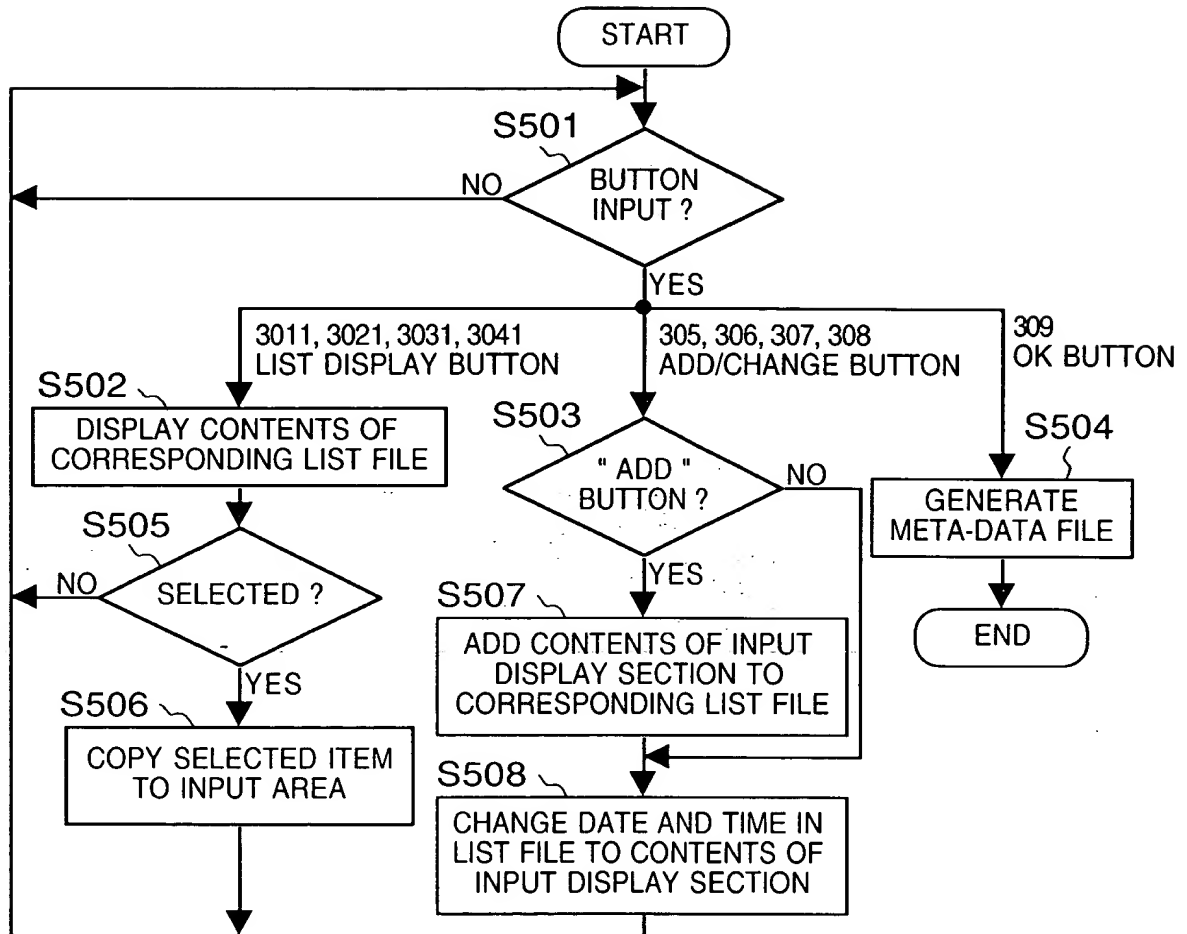 START
S501
BUTTON
INPUT ?
NO
YES
3011, 3021, 3031, 3041
LIST DISPLAY BUTTON
305, 306, 307, 308
ADD/CHANGE BUTTON
309
OK BUTTON
S502
DISPLAY CONTENTS OF
CORRESPONDING LIST FILE
S503
" ADD "
BUTTON ?
NO
YES
S504
GENERATE
META-DATA FILE
END
S505
SELECTED ?
NO
YES
S507
ADD CONTENTS OF INPUT
DISPLAY SECTION TO
CORRESPONDING LIST FILE
S506
COPY SELECTED ITEM
TO INPUT AREA
S508
CHANGE DATE AND TIME IN
LIST FILE TO CONTENTS OF
INPUT DISPLAY SECTION